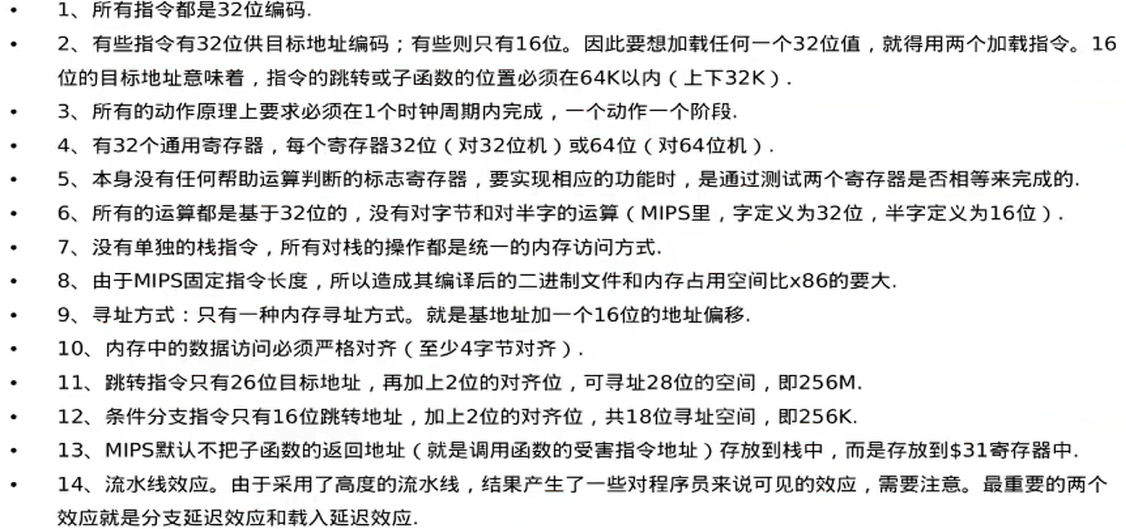 • 1、所有指令都是32位编码.
• 2、有些指令有32位供目标地址编码；有些则只有16位。因此要想加载任何一个32位值，就得用两个加载指令。16
位的目标地址意味着，指令的跳转或子函数的位置必须在64K以内（上下32K）.
• 3、所有的动作原理上要求必须在1个时钟周期内完成，一个动作一个阶段.
• 4、有32个通用寄存器，每个寄存器32位（对32位机）或64位（对64位机）.
• 5、本身没有任何帮助运算判断的标志寄存器，要实现相应的功能时，是通过测试两个寄存器是否相等来完成的.
• 6、所有的运算都是基于32位的，没有对字节和对半字的运算（MIPS里，字定义为32位，半字定义为16位）.
• 7、没有单独的栈指令，所有对栈的操作都是统一的内存访问方式.
• 8、由于MIPS固定指令长度，所以造成其编译后的二进制文件和内存占用空间比x86的要大.
• 9、寻址方式：只有一种内存寻址方式。就是基地址加一个16位的地址偏移.
• 10、内存中的数据访问必须严格对齐（至少4字节对齐）.
• 11、跳转指令只有26位目标地址，再加上2位的对齐位，可寻址28位的空间，即256M.
• 12、条件分支指令只有16位跳转地址，加上2位的对齐位，共18位寻址空间，即256K.
• 13、MIPS默认不把子函数的返回地址（就是调用函数的受害指令地址）存放到栈中，而是存放到$31寄存器中.
• 14、流水线效应。由于采用了高度的流水线，结果产生了一些对程序员来说可见的效应，需要注意。最重要的两个
效应就是分支延迟效应和载入延迟效应.